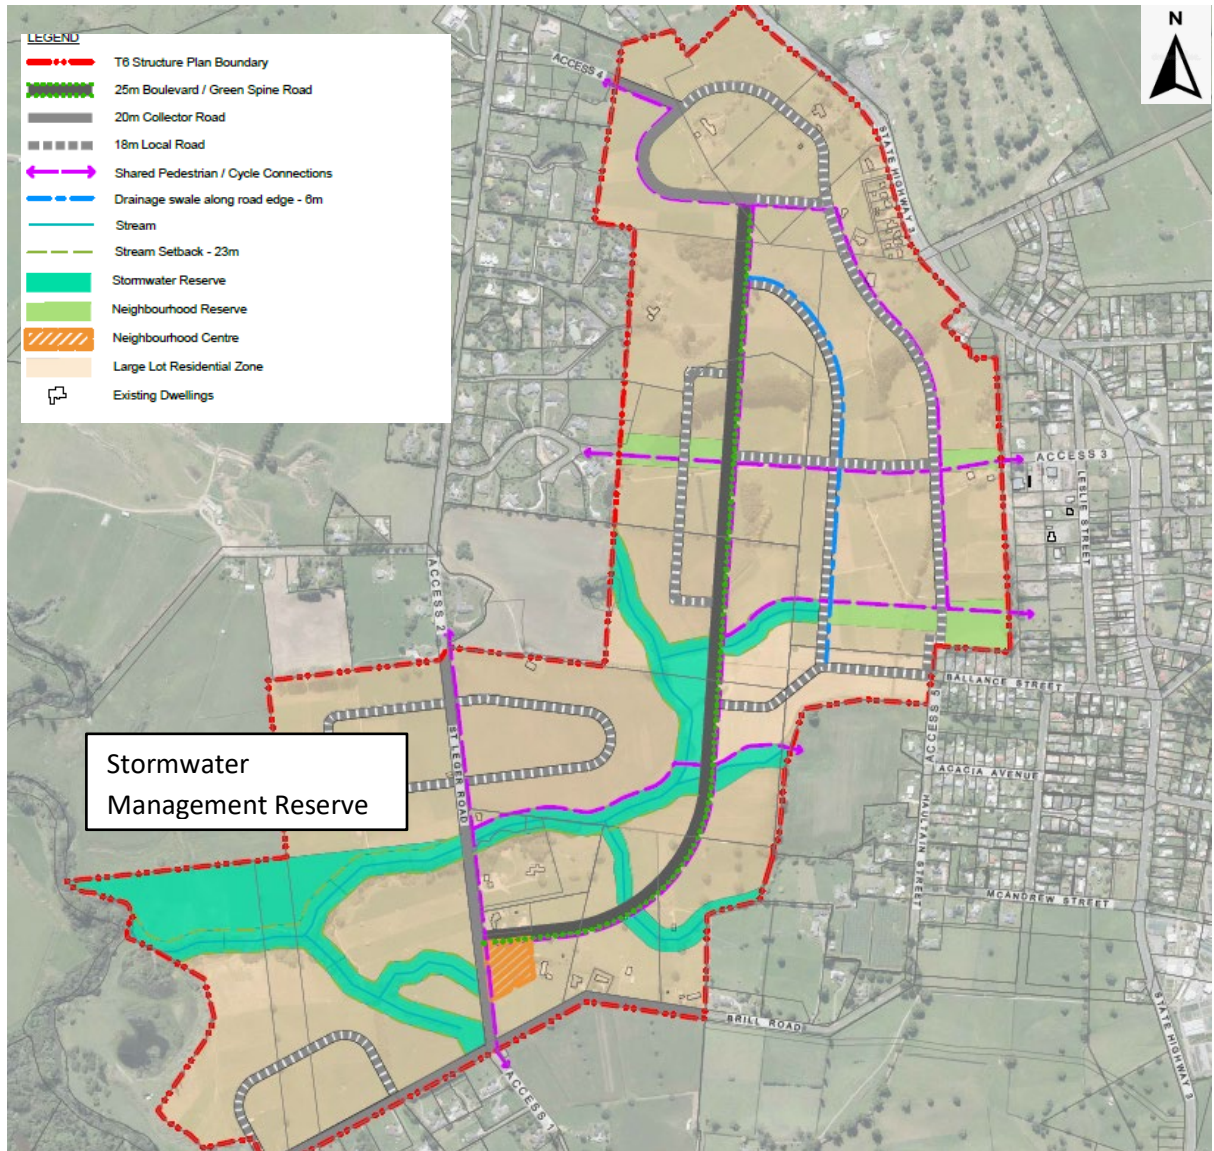 LEGEND
T6 Structure Plan Boundary
25m Boulevard / Green Spine Road
20m Collector Road
18m Local Road
Shared Pedestrian / Cycle Connections
Drainage swale along road edge - 6m
Stream
Stream Setback - 23m
Stormwater Reserve
Neighbourhood Reserve
Neighbourhood Centre
Large Lot Residential Zone
Existing Dwellings
N
ACCESS 4
STATE HIGHWAY 3
ACCESS 3
LESLIE STREET
ACCESS 2
BALLANCE STREET
ACCESS 5
ST LEGER ROAD
Stormwater
Management Reserve
ACACIA AVENUE
HAULTAIN STREET
MCANDREW STREET
BRILL ROAD
STATE HIGHWAY 3
ACCESS 1